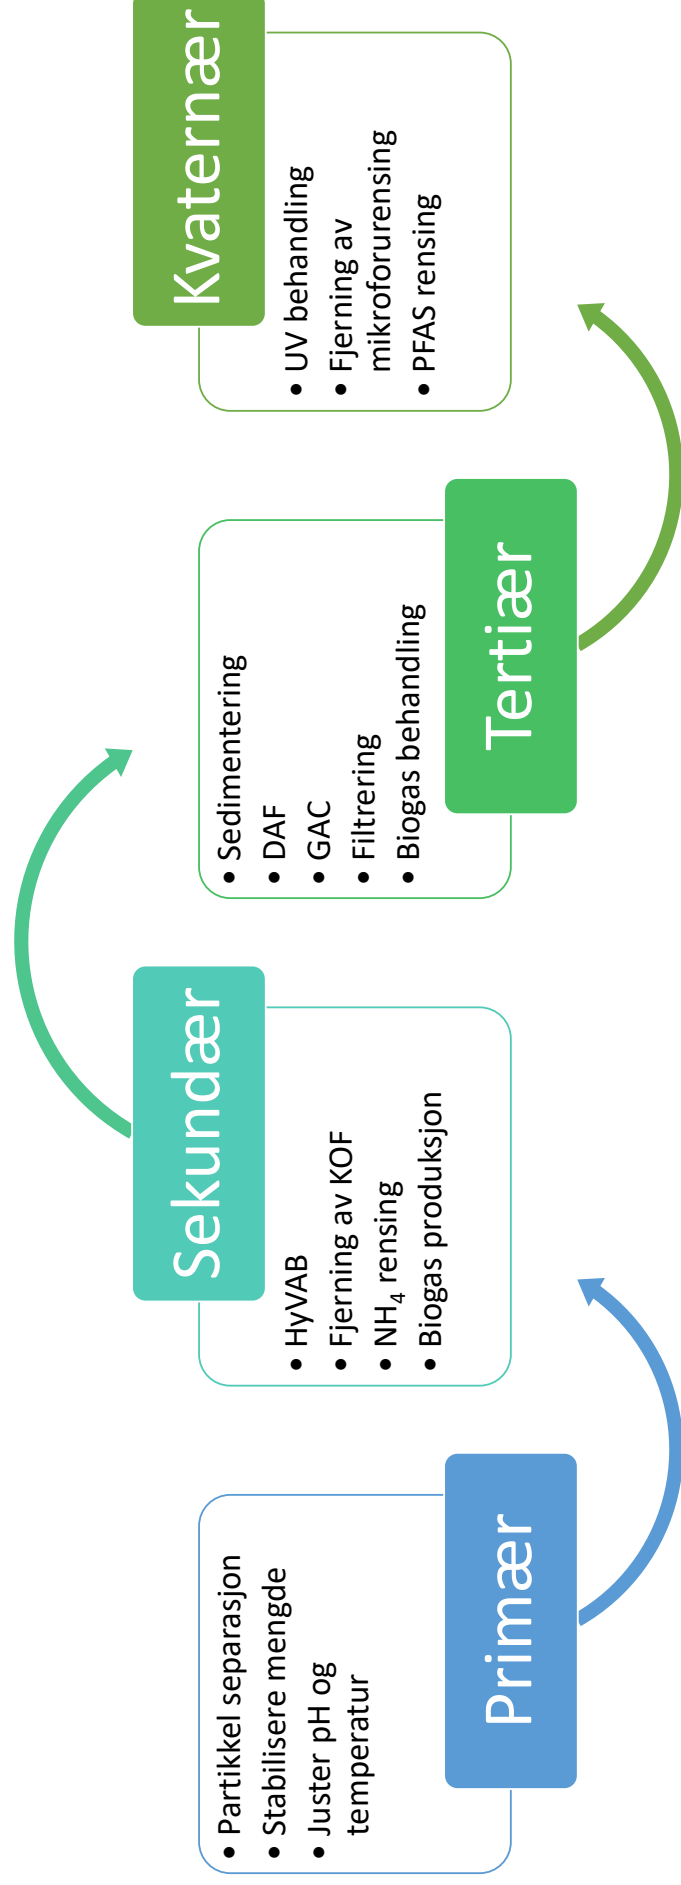 Primær
• Partikkel separasjon
• Stabilisere mengde
• Juster pH og
temperatur
Sekundær
• HyVAB
• Fjerning av KOF
• NH₄ rensing
• Biogas produksjon
Tertiær
• Sedimentering
• DAF
• GAC
• Filtrering
• Biogas behandling
Kvaternær
• UV behandling
• Fjerning av
mikroforurensing
• PFAS rensing